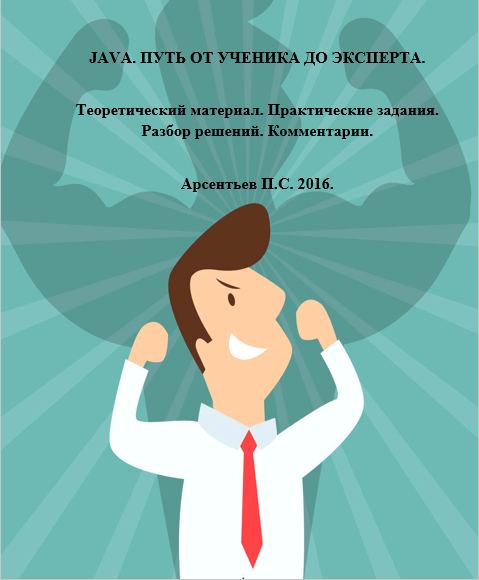 JAVA. ПУТЬ ОТ УЧЕНИКА ДО ЭКСПЕРТА.
Теоретический материал. Практические задания.
Разбор решений. Комментарии.
Арсентьев П.С. 2016.